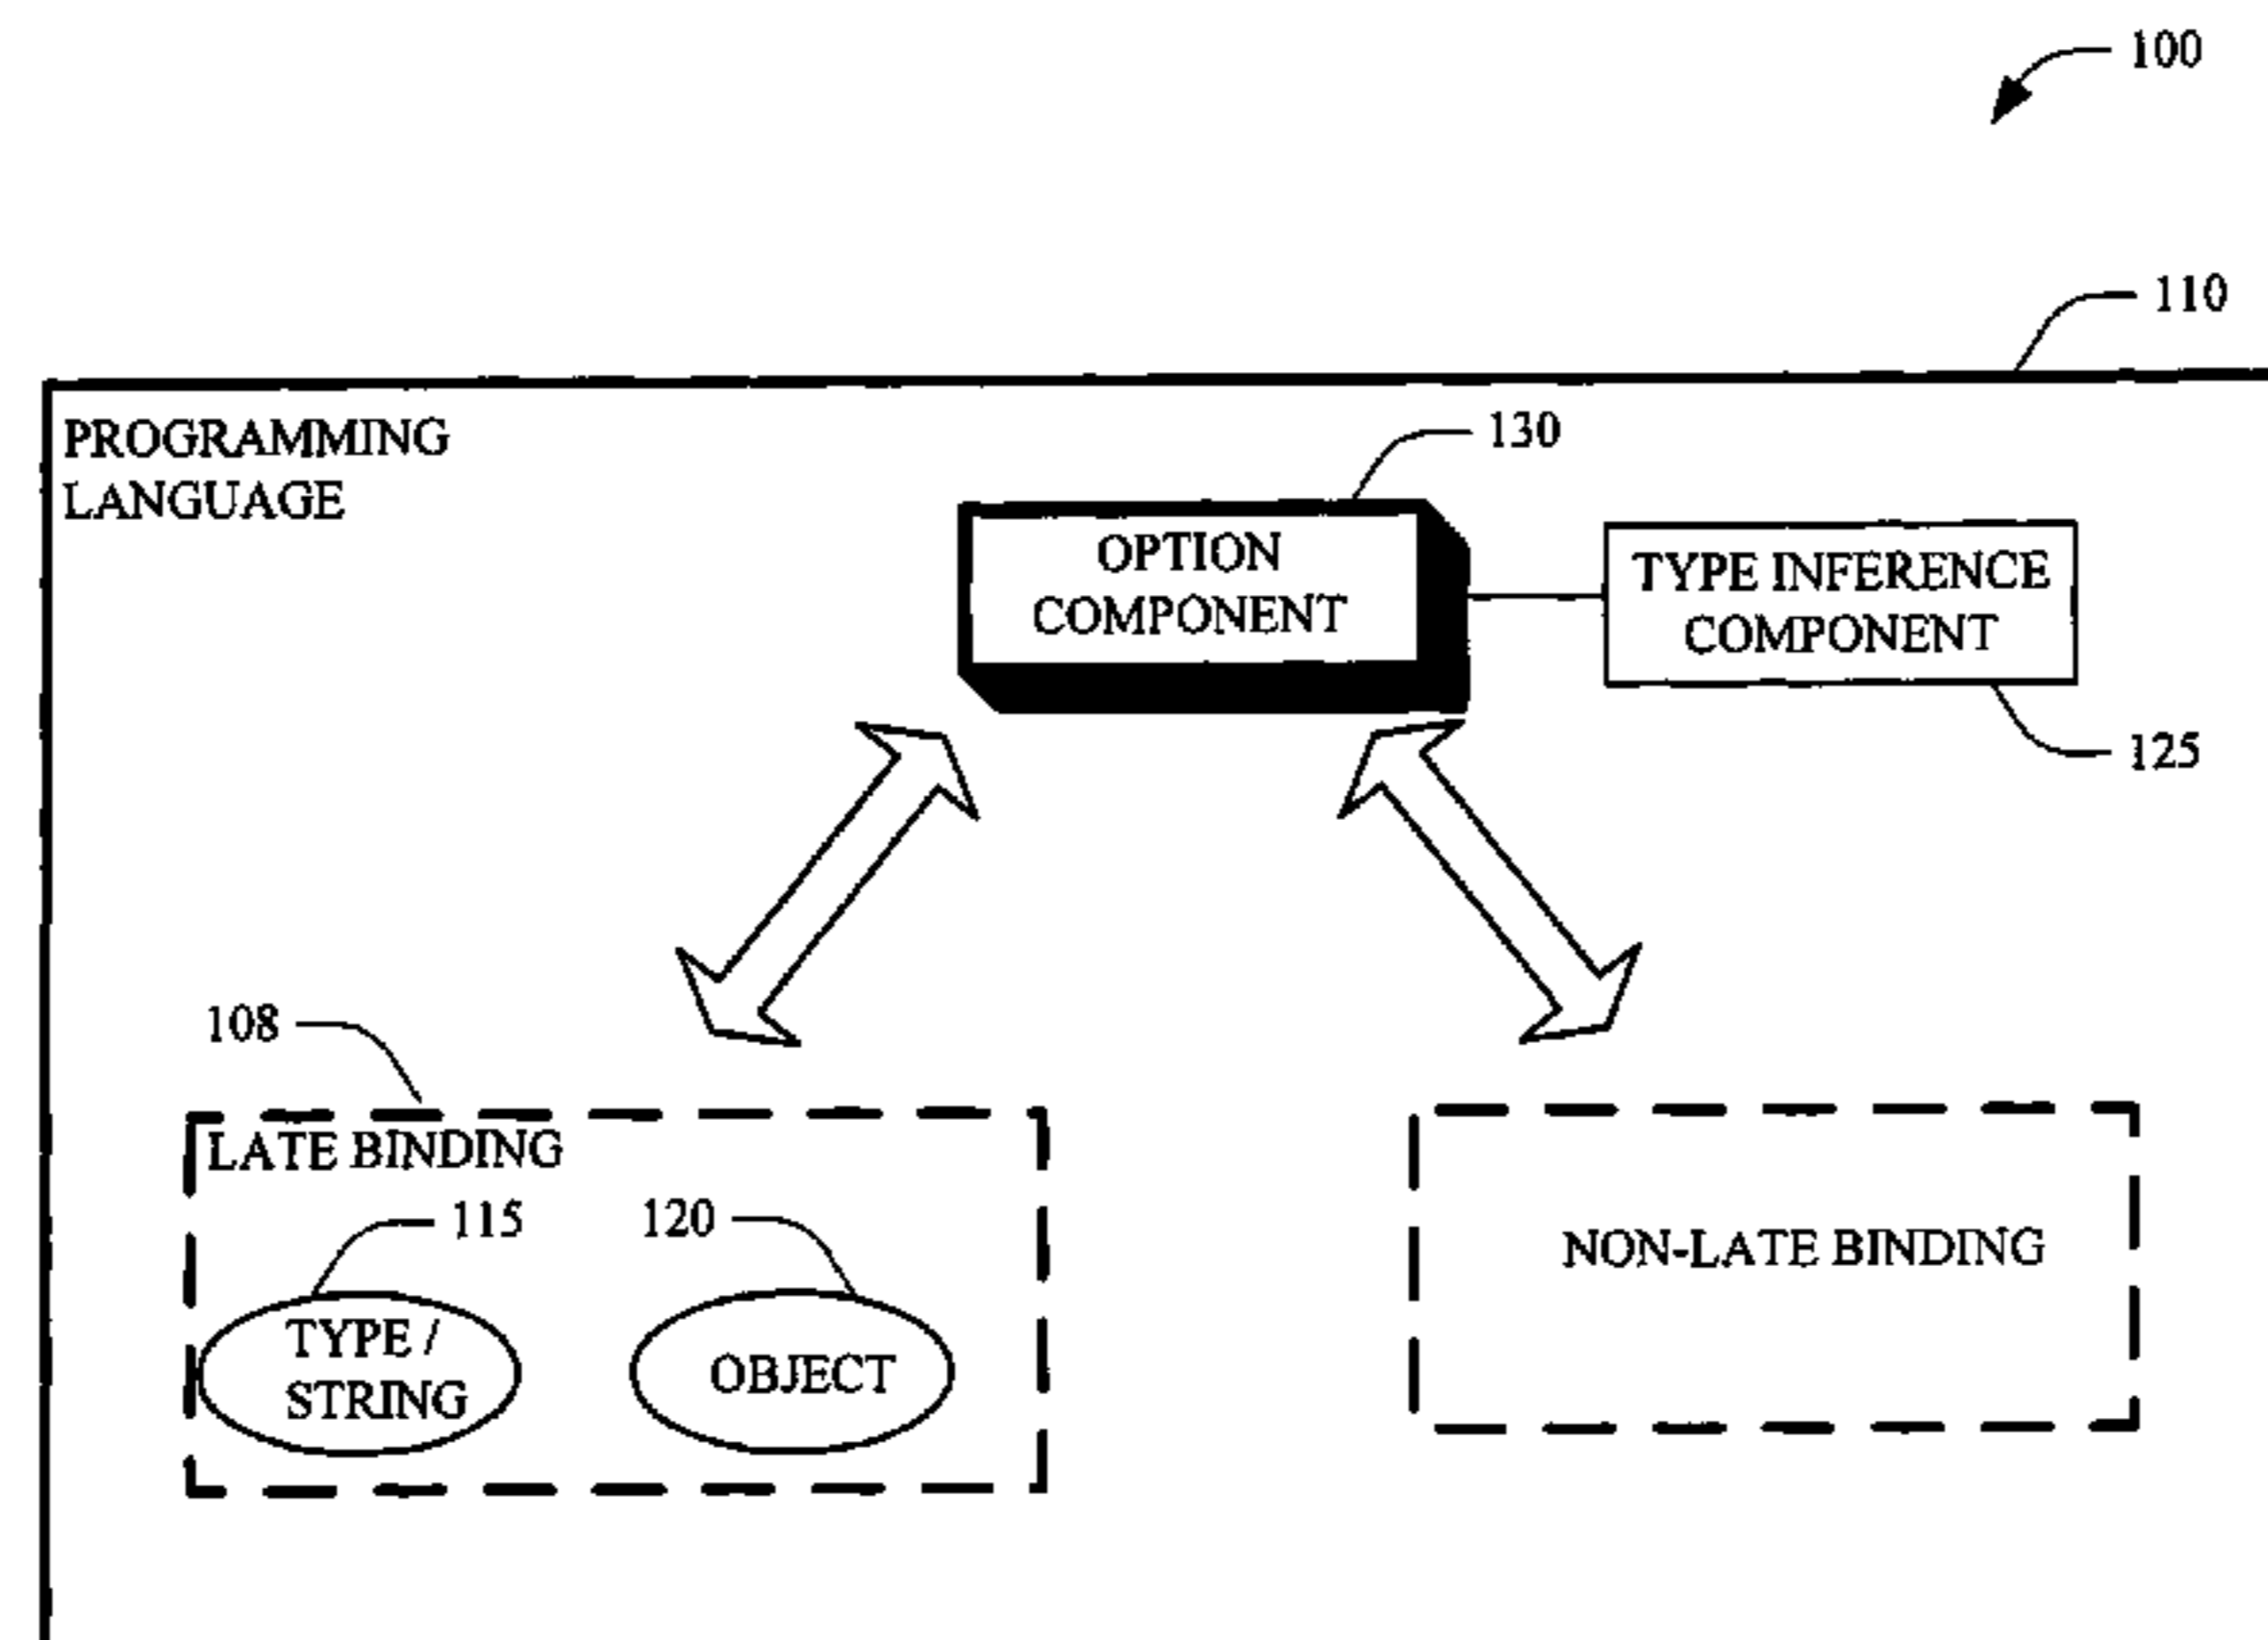 100
110
PROGRAMMING
LANGUAGE
130
OPTION
COMPONENT
TYPE INFERENCE
COMPONENT
125
108
LATE BINDING
115
120
TYPE /
STRING
OBJECT
NON-LATE BINDING